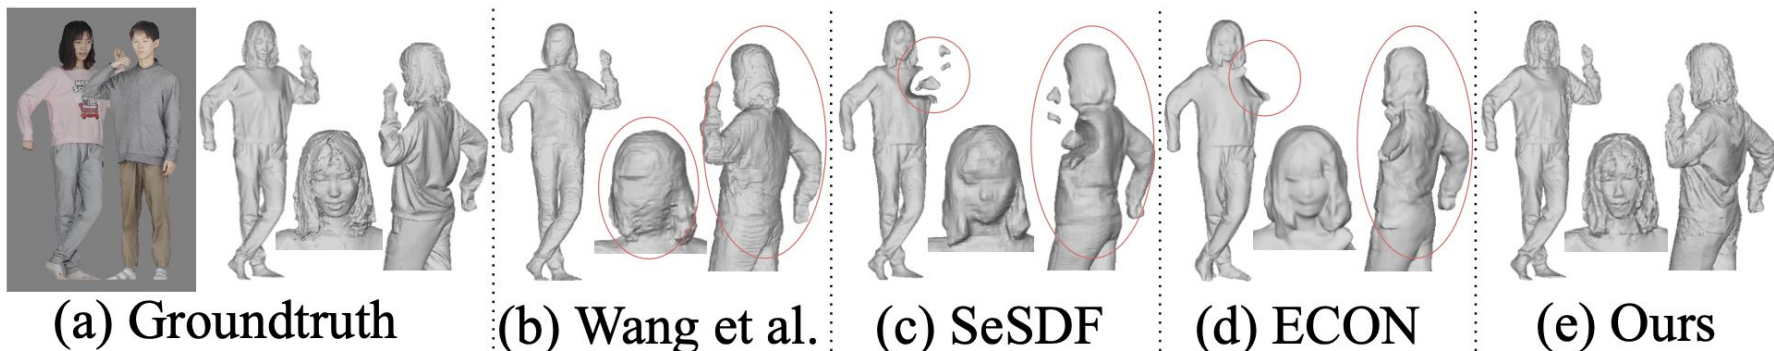 (a) Groundtruth
(b) Wang et al.
(c) SeSDF
(d) ECON
(e) Ours